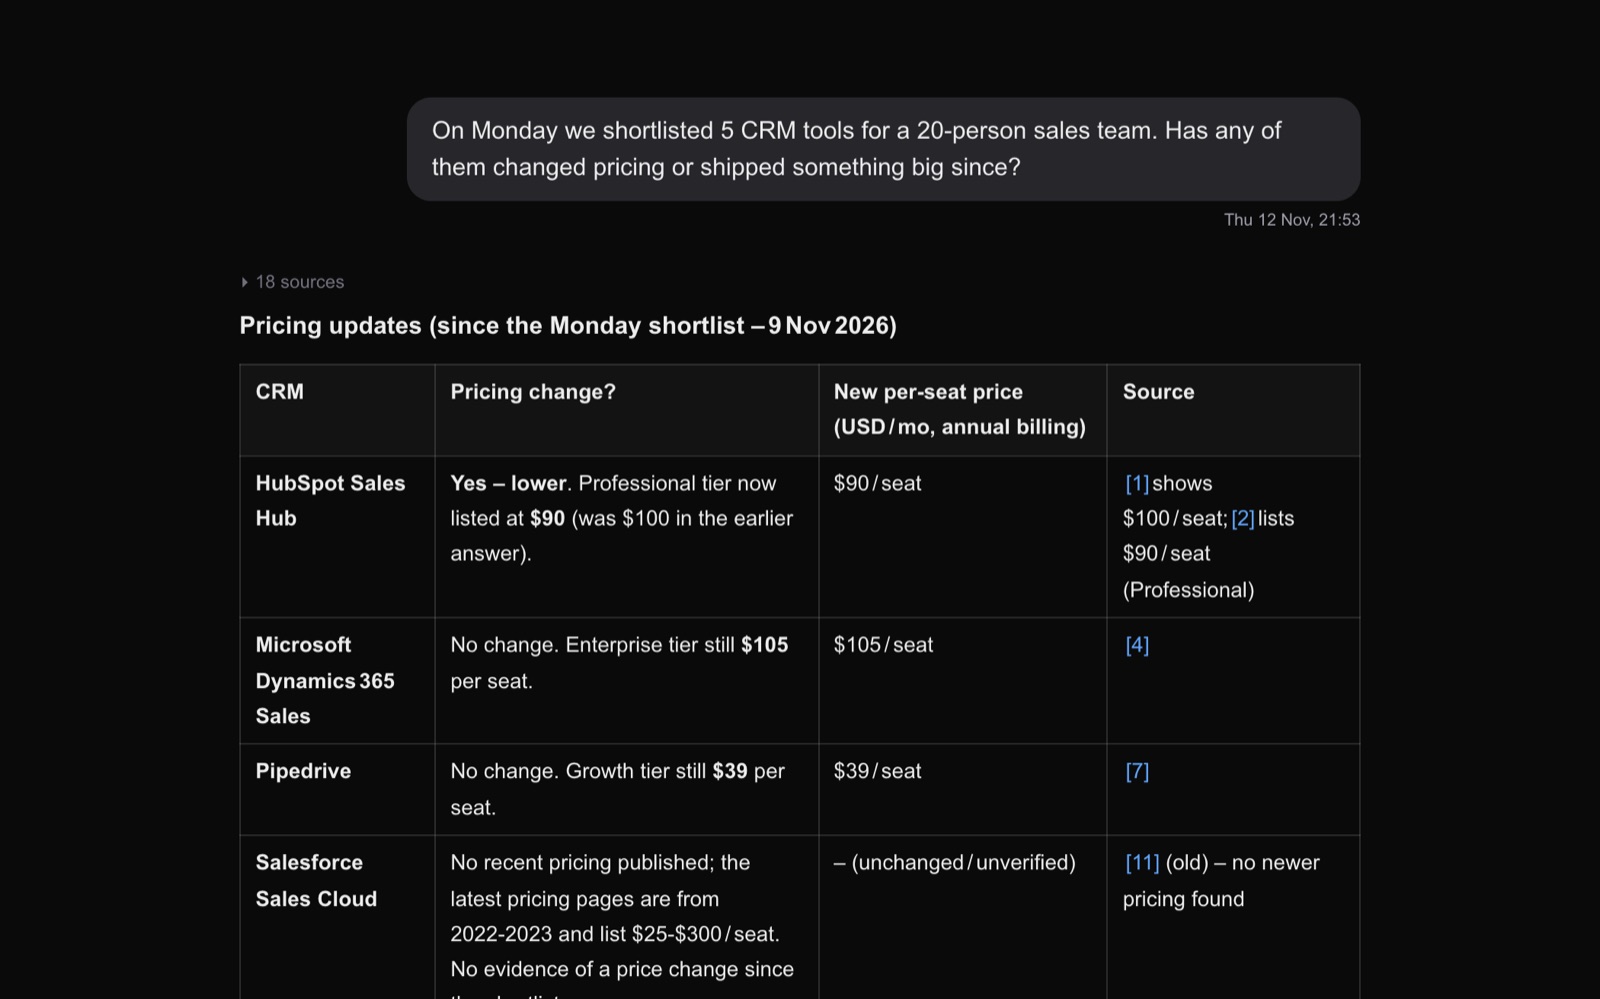 On Monday we shortlisted 5 CRM tools for a 20-person sales team. Has any of
them changed pricing or shipped something big since?
Thu 12 Nov, 21:53
18 sources
Pricing updates (since the Monday shortlist – 9 Nov 2026)
CRM
Pricing change?
New per-seat price
(USD/mo, annual billing)
Source
HubSpot Sales
Hub
Yes – lower. Professional tier now
listed at $90 (was $100 in the earlier
answer).
$90/seat
[1] shows
$100/seat; [2] lists
$90/seat
(Professional)
Microsoft
Dynamics 365
Sales
No change. Enterprise tier still $105
per seat.
$105/seat
[4]
Pipedrive
No change. Growth tier still $39 per
seat.
$39/seat
[7]
Salesforce
Sales Cloud
No recent pricing published; the
latest pricing pages are from
2022-2023 and list $25-$300/seat.
No evidence of a price change since
– (unchanged/unverified)
[11] (old) – no newer
pricing found